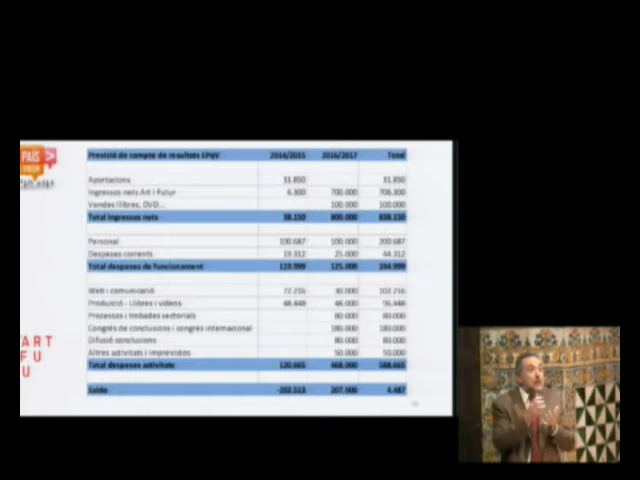 PAÍS
Previsió de compte de resultats EPqV 2014/2015 2016/2017 Total
Aportacions 31.850 31.850
Ingressos nets Art i Futur 6.300 700.000 706.300
Vendes llibres, DVD... 100.000 100.000
Total ingressos nets 38.150 800.000 838.150
Personal 100.687 100.000 200.687
Despeses corrents 19.312 25.000 44.312
Total despeses de funcionament 119.999 125.000 244.999
Web i comunicació 72.216 30.000 102.216
Producció - Llibres i vídeos 48.448 48.000 96.448
Processos i trobades sectorials 80.000 80.000
Congrés de conclusions i congrés internacional 180.000 180.000
Difusió conclusions 80.000 80.000
Altres activitats i imprevistos 50.000 50.000
Total despeses activitats 120.665 468.000 588.665
Saldo -202.513 207.000 4.487
ART
FU
U